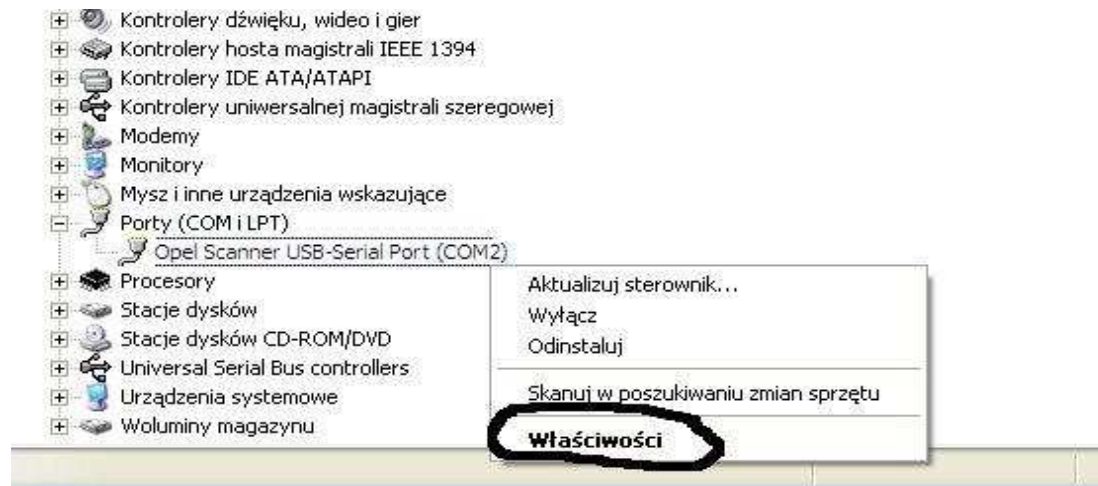 Kontrolery dźwięku, wideo i gier
Kontrolery hosta magistrali IEEE 1394
Kontrolery IDE ATA/ATAPI
Kontrolery uniwersalnej magistrali szeregowej
Modemy
Monitory
Mysz i inne urządzenia wskazujące
Porty (COM i LPT)
Opel Scanner USB-Serial Port (COM2)
Procesory
Stacje dysków
Stacje dysków CD-ROM/DVD
Universal Serial Bus controllers
Urządzenia systemowe
Woluminy magazynu
Aktualizuj sterownik...
Wyłącz
Odinstaluj
Skanuj w poszukiwaniu zmian sprzętu
Właściwości